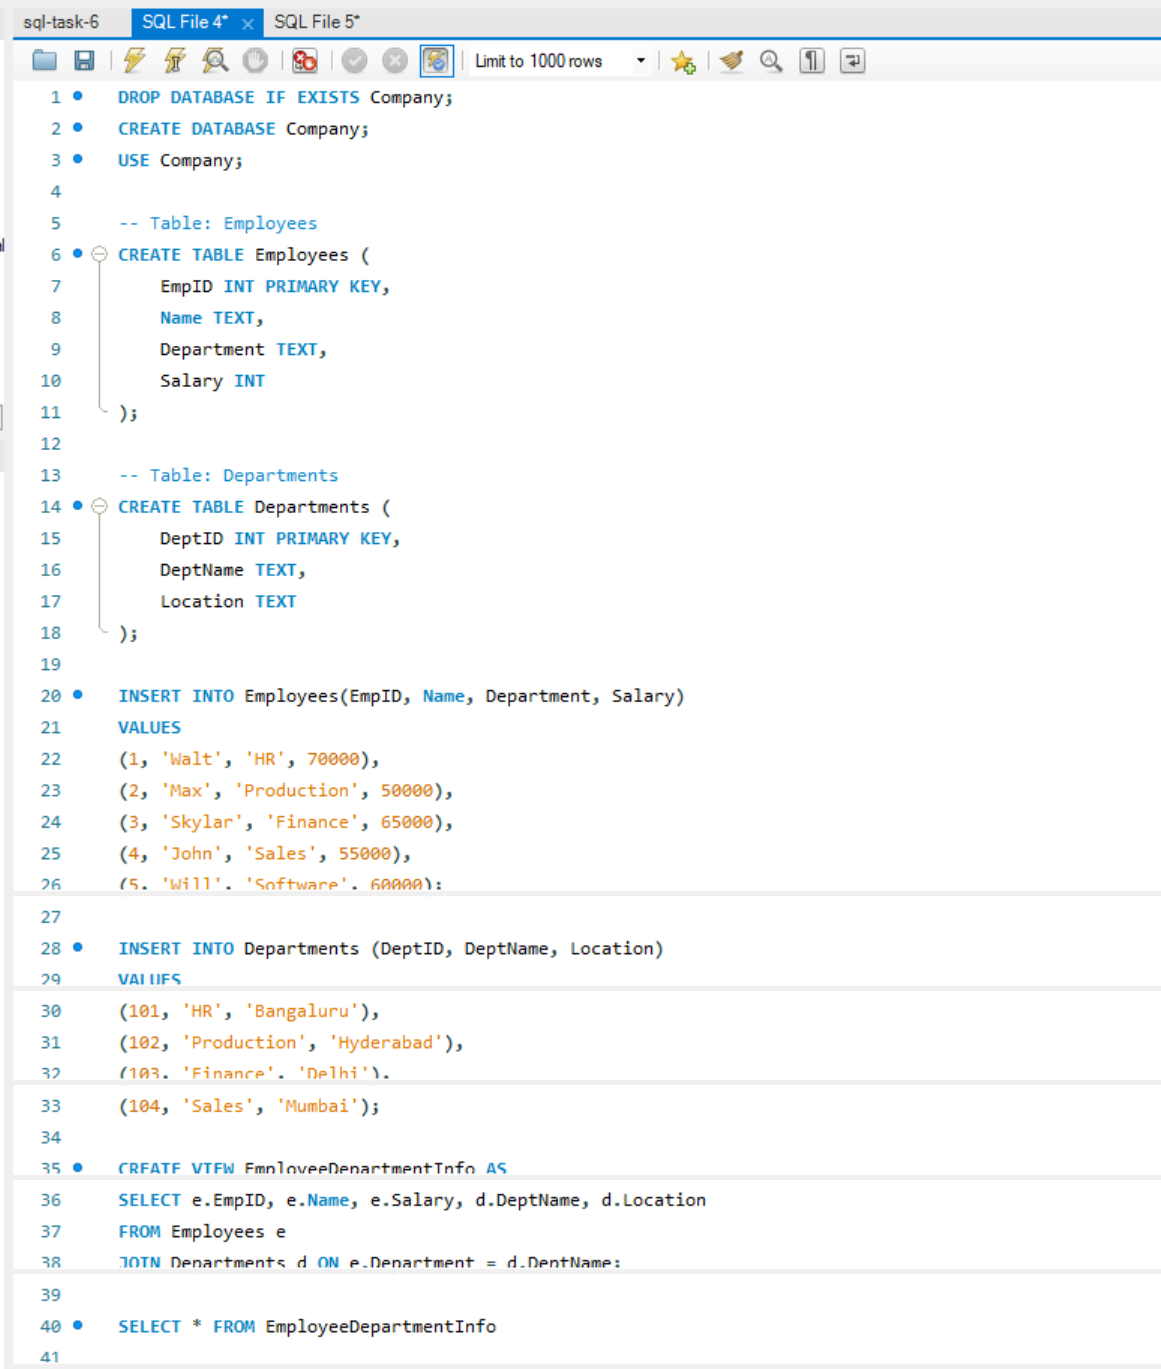 sql-task-6 SQL File 4* × SQL File 5*
Limit to 1000 rows
1 DROP DATABASE IF EXISTS Company;
2 CREATE DATABASE Company;
3 USE Company;
4
5 -- Table: Employees
6 CREATE TABLE Employees (
7 EmpID INT PRIMARY KEY,
8 Name TEXT,
9 Department TEXT,
10 Salary INT
11 );
12
13 -- Table: Departments
14 CREATE TABLE Departments (
15 DeptID INT PRIMARY KEY,
16 DeptName TEXT,
17 Location TEXT
18 );
19
20 INSERT INTO Employees(EmpID, Name, Department, Salary)
21 VALUES
22 (1, 'Walt', 'HR', 70000),
23 (2, 'Max', 'Production', 50000),
24 (3, 'Skylar', 'Finance', 65000),
25 (4, 'John', 'Sales', 55000),
26 (5, 'Will', 'Software', 60000);
27
28 INSERT INTO Departments (DeptID, DeptName, Location)
29 VALUES
30 (101, 'HR', 'Bangaluru'),
31 (102, 'Production', 'Hyderabad'),
32 (103, 'Finance', 'Delhi'),
33 (104, 'Sales', 'Mumbai');
34
35 CREATE VIEW EmployeeDepartmentInfo AS
36 SELECT e.EmpID, e.Name, e.Salary, d.DeptName, d.Location
37 FROM Employees e
38 JOIN Departments d ON e.Department = d.DeptName;
39
40 SELECT * FROM EmployeeDepartmentInfo
41